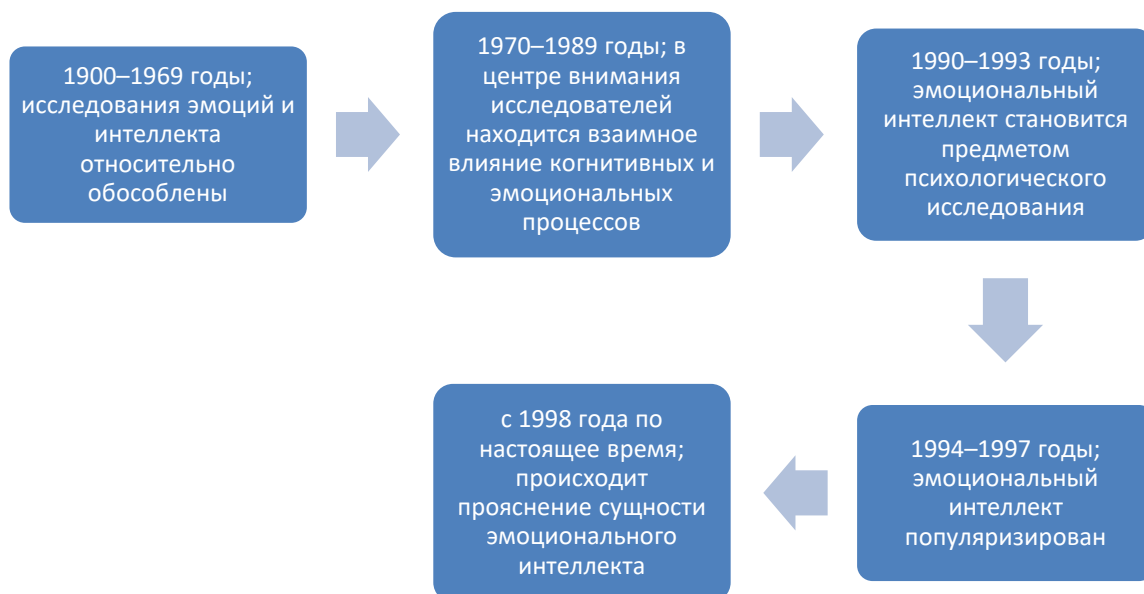 1900–1969 годы;
исследования эмоций и
интеллекта
относительно
обособлены
1970–1989 годы; в
центре внимания
исследователей
находится взаимное
влияние когнитивных и
эмоциональных
процессов
1990–1993 годы;
эмоциональный
интеллект становится
предметом
психологического
исследования
1994–1997 годы;
эмоциональный
интеллект
популяризирован
с 1998 года по
настоящее время;
происходит
прояснение сущности
эмоционального
интеллекта